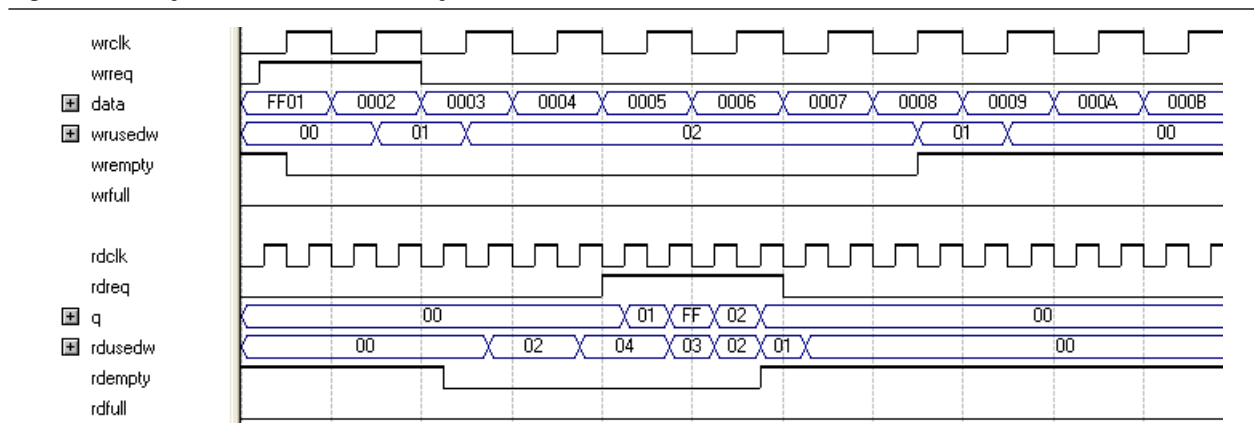 wrclk
wrreq
data FF01 0002 0003 0004 0005 0006 0007 0008 0009 000A 000B
wrusedw 00 01 02 01 00
wrempty
wrfull
rdclk
rdreq
q 00 01 FF 02 00
rdusedw 00 02 04 03 02 01 00
rdempty
rdfull